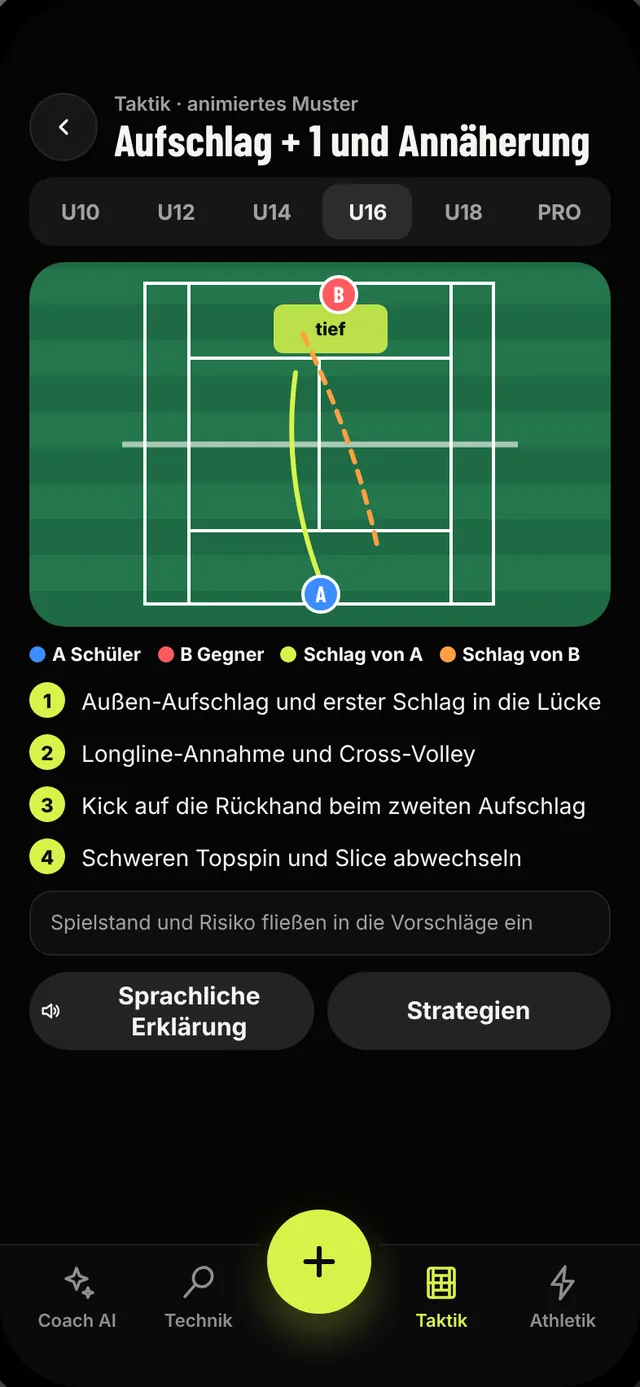 Taktik · animiertes Muster
Aufschlag + 1 und Annäherung
U10 U12 U14 U16 U18 PRO
B
tief
A
A Schüler B Gegner Schlag von A Schlag von B
1 Außen-Aufschlag und erster Schlag in die Lücke
2 Longline-Annahme und Cross-Volley
3 Kick auf die Rückhand beim zweiten Aufschlag
4 Schweren Topspin und Slice abwechseln
Spielstand und Risiko fließen in die Vorschläge ein
Sprachliche
Erklärung
Strategien
Coach AI Technik Taktik Athletik